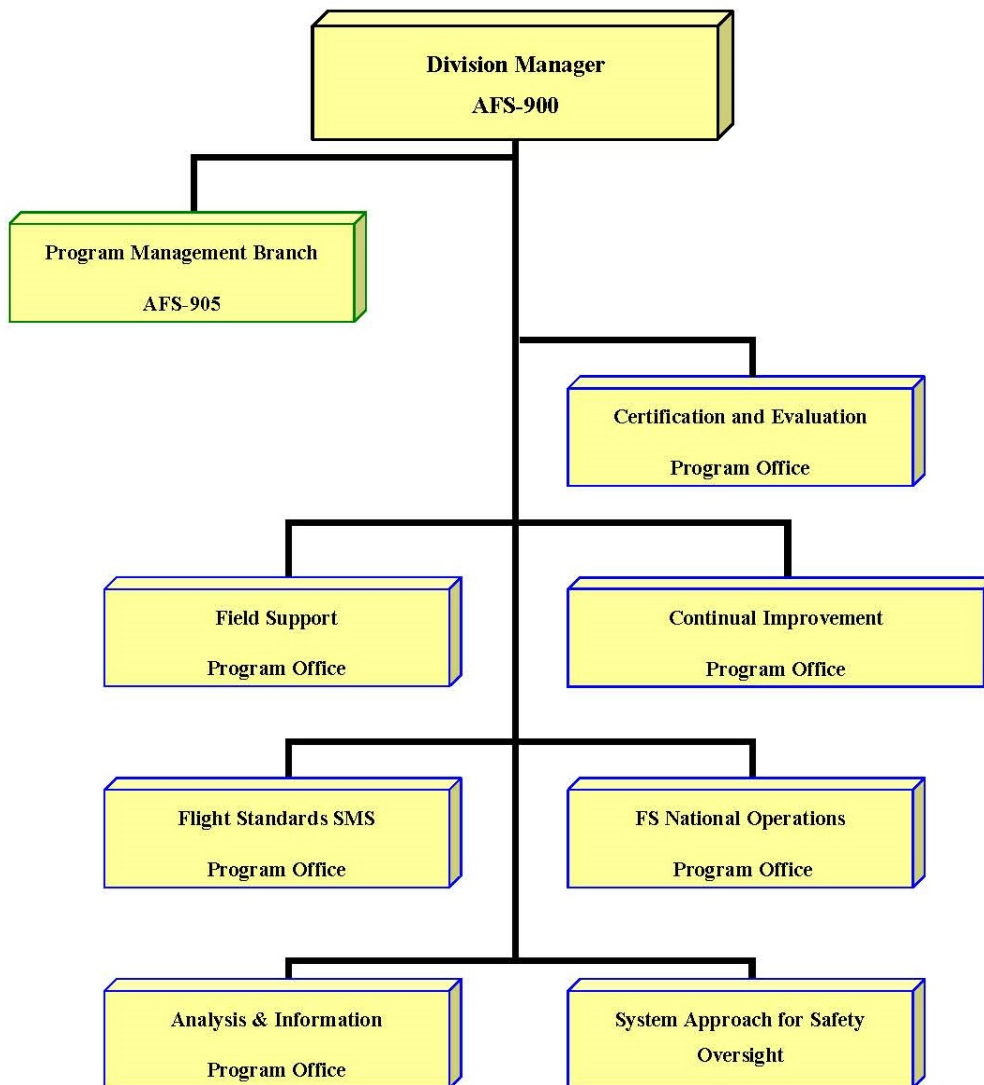 Division Manager
AFS-900
Program Management Branch
AFS-905
Certification and Evaluation
Program Office
Field Support
Program Office
Continual Improvement
Program Office
Flight Standards SMS
Program Office
FS National Operations
Program Office
Analysis & Information
Program Office
System Approach for Safety
Oversight